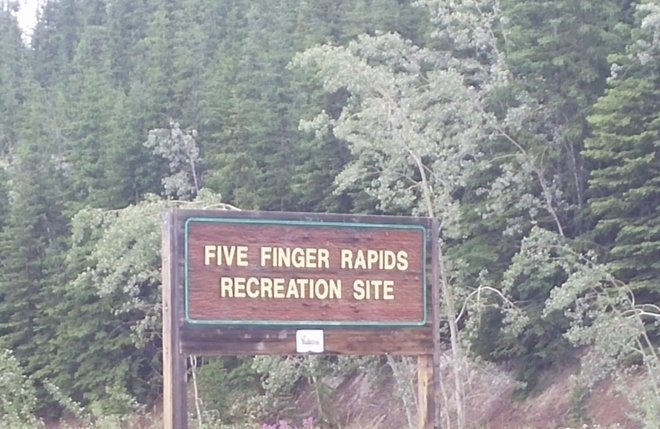 FIVE FINGER RAPIDS
RECREATION SITE